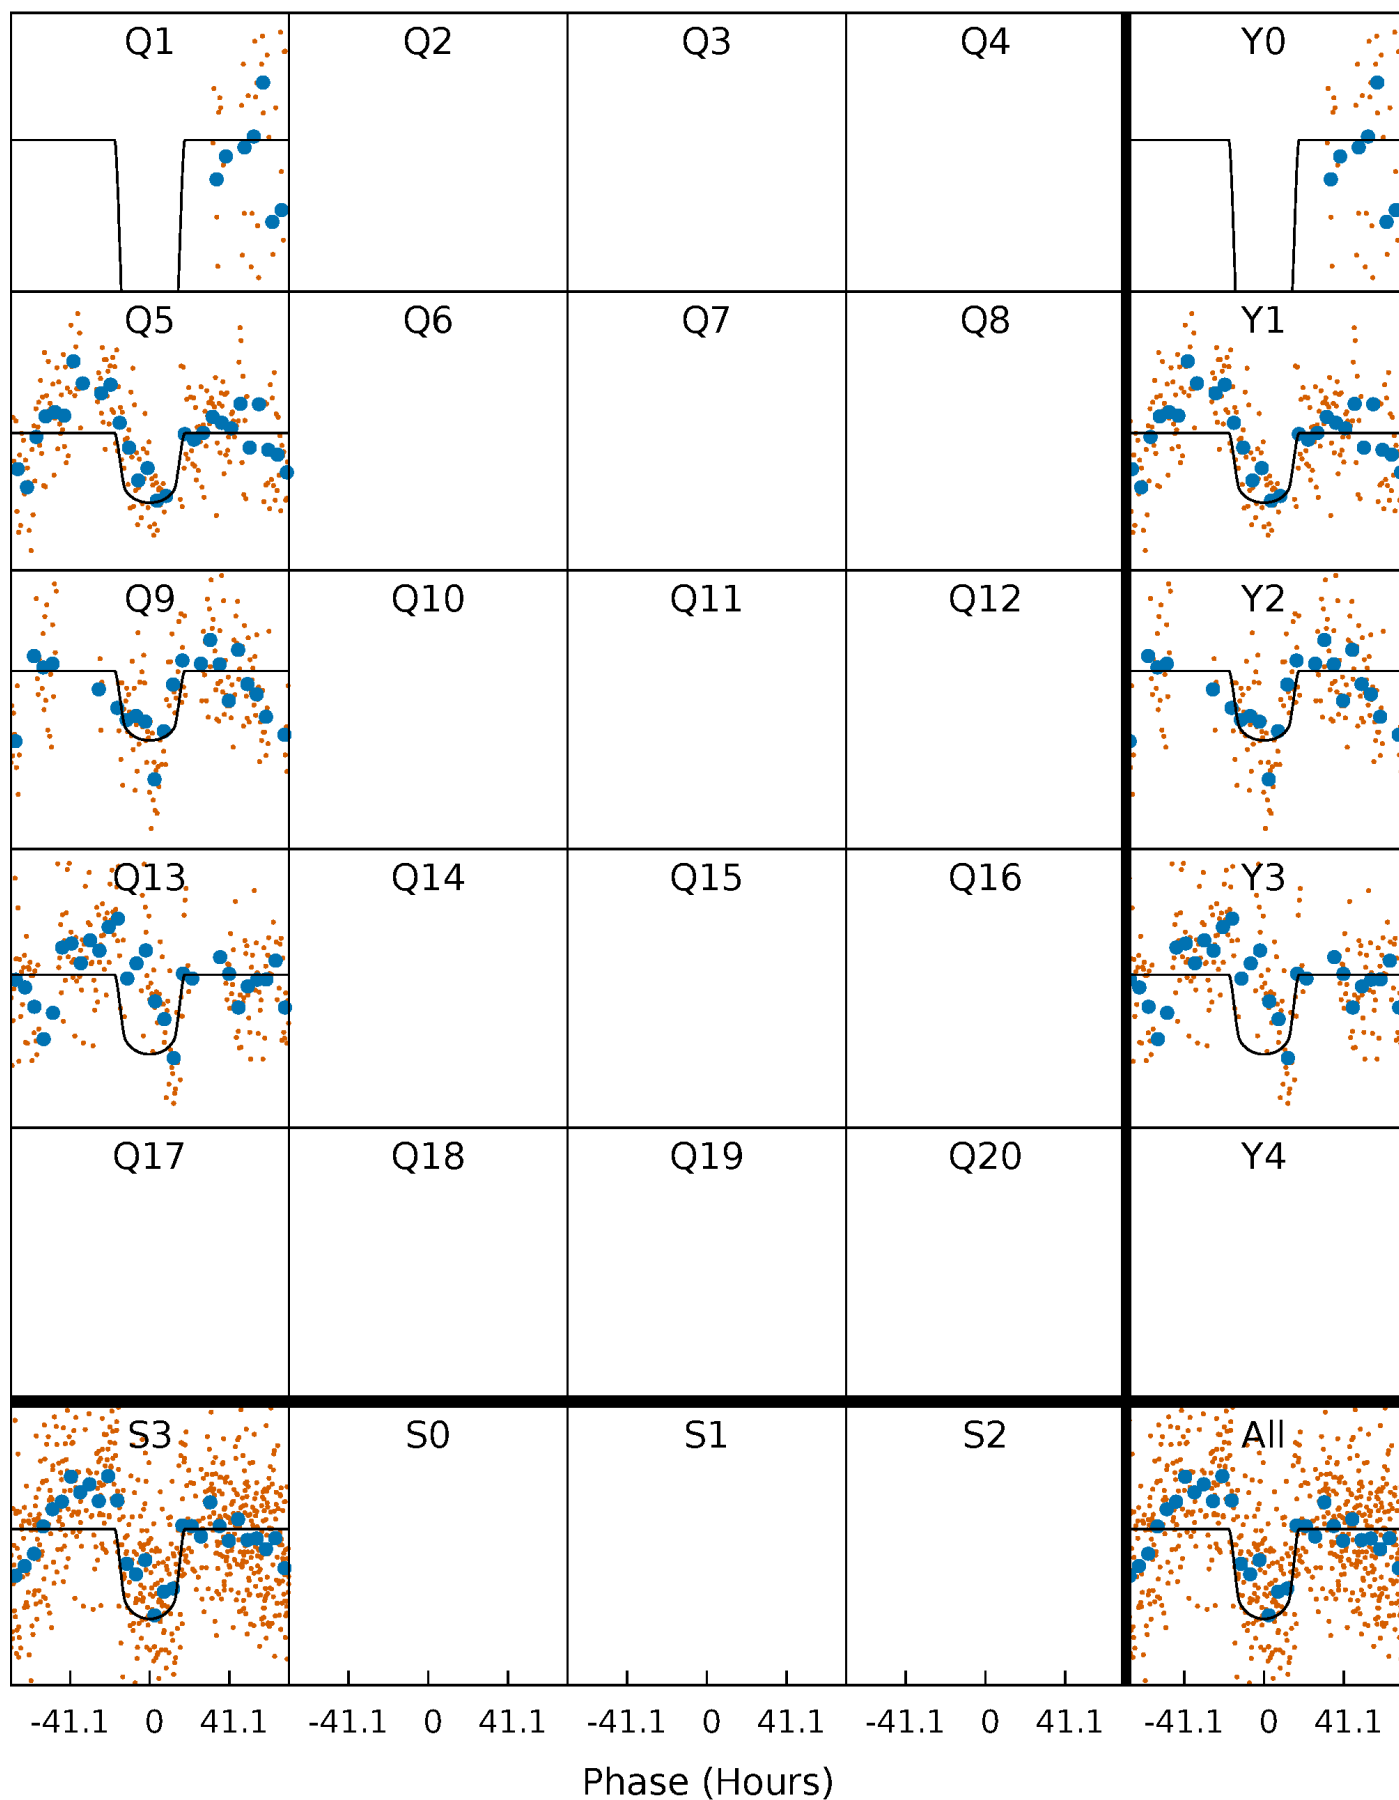 Q1 Q2 Q3 Q4 Y0
Q5 Q6 Q7 Q8 Y1
Q9 Q10 Q11 Q12 Y2
Q13 Q14 Q15 Q16 Y3
Q17 Q18 Q19 Q20 Y4
S3 S0 S1 S2 All
-41.1 0 41.1 -41.1 0 41.1 -41.1 0 41.1 -41.1 0 41.1 -41.1 0 41.1
Phase (Hours)